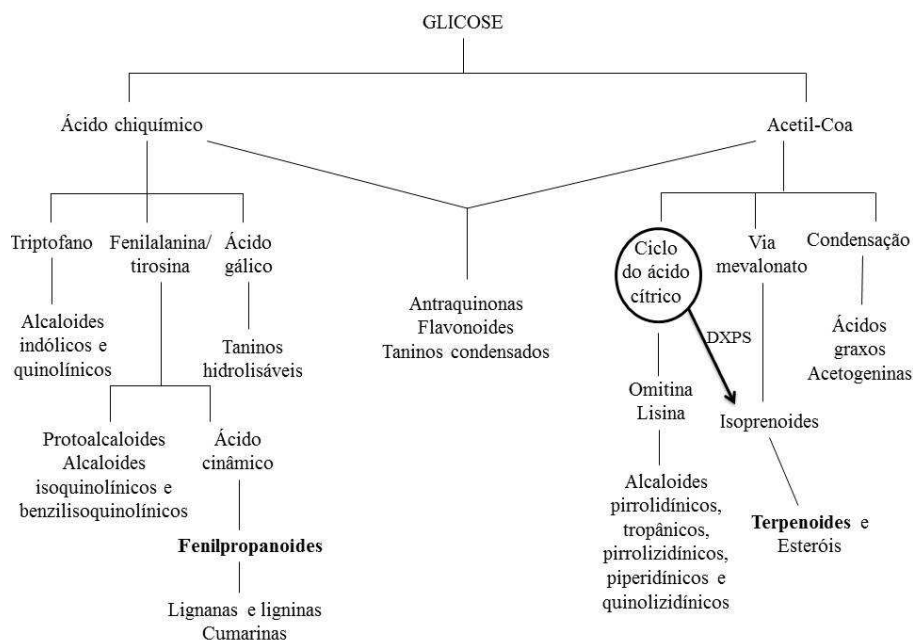 GLICOSE
Ácido chiquímico
Acetil-Coa
Triptofano
Fenilalanina/
tirosina
Ácido
gálico
Ciclo
do ácido
cítrico
Via
mevalonato
Condensação
Alcaloides
indólicos e
quinolínicos
Taninos
hidrolisáveis
Antraquinonas
Flavonoides
Taninos condensados
DXPS
Ácidos
graxos
Acetogeninas
Omitina
Lisina
Isoprenoides
Protoalcaloides
Alcaloides
isoquinolínicos e
benzilisoquinolínicos
Ácido
cinâmico
Alcaloides
pirrolidínicos,
tropânicos,
pirrolizidínicos,
piperidínicos e
quinolizidínicos
Terpenoides e
Esteróis
Fenilpropanoides
Lignanas e ligninas
Cumarinas